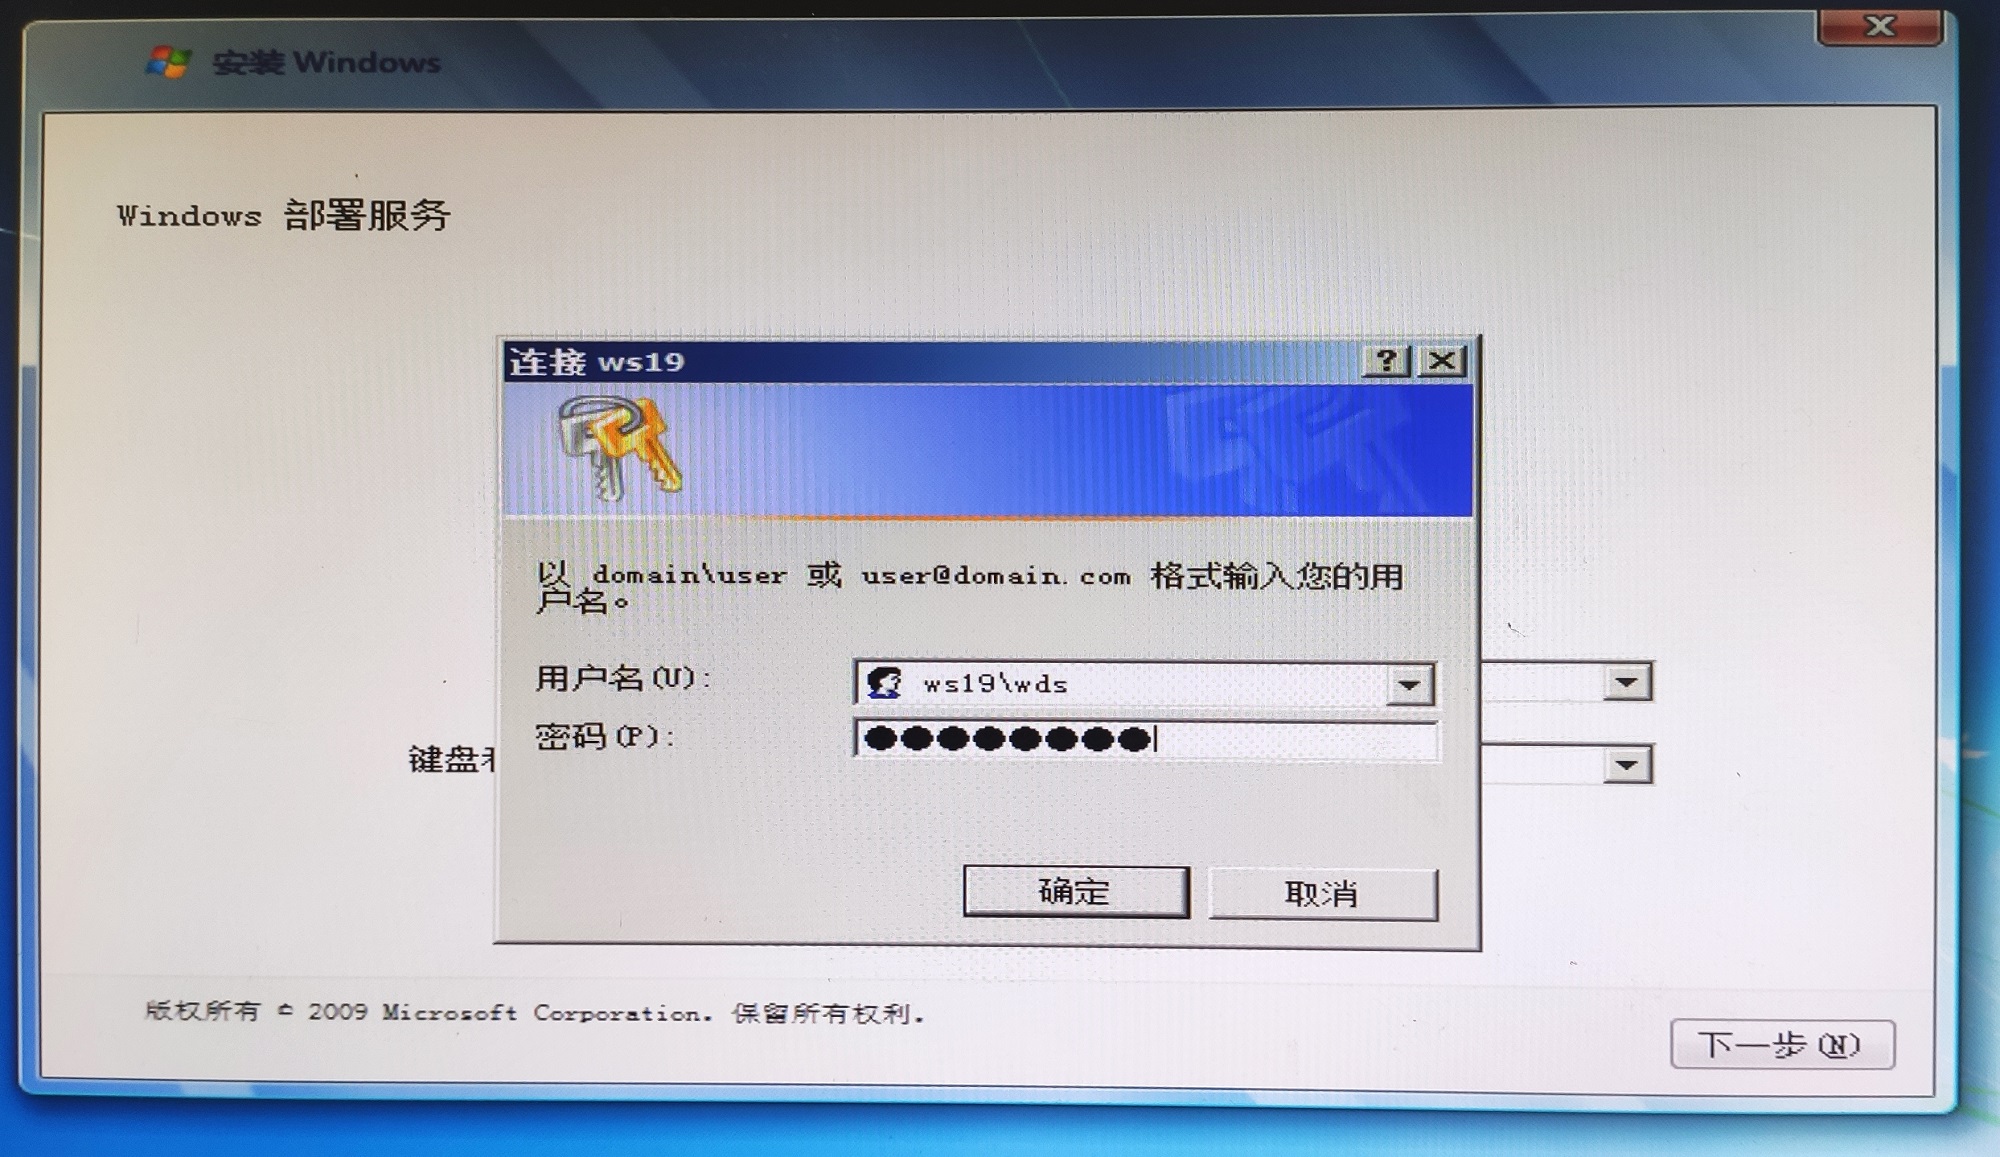 安装 Windows
Windows 部署服务
连接 ws19
以 domain\user 或 user@domain.com 格式输入您的用
户名。
用户名(U):
ws19\wds
密码(P):
键盘和
确定
取消
版权所有 © 2009 Microsoft Corporation. 保留所有权利.
下一步(N)